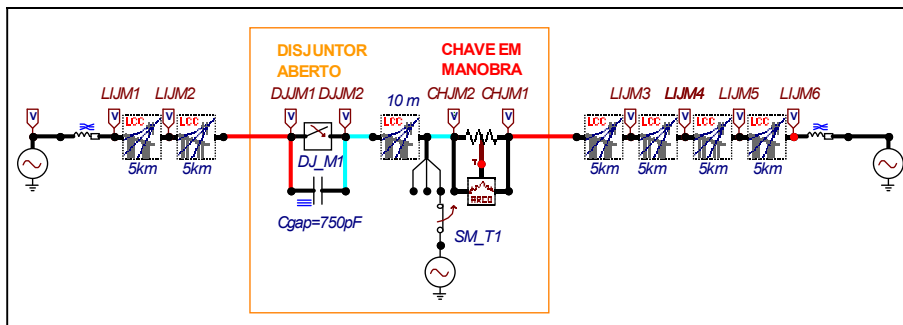 DISJUNTOR
ABERTO
CHAVE EM
MANOBRA
LIJM1 LIJM2
DJJM1 DJJM2
10 m
CHJM2 CHJM1
LIJM3 LIJM4 LIJM5 LIJM6
V V V V V V V V V V V
LCC LCC LCC LCC LCC LCC LCC
5km 5km
DJ_M1
T
ARCO
5km 5km 5km 5km
Cgap=750pF
SM_T1